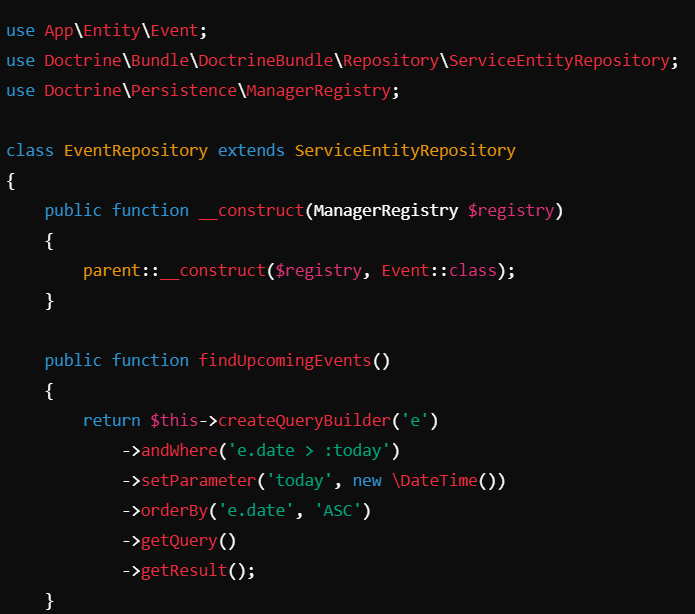 use App\Entity\Event;
use Doctrine\Bundle\DoctrineBundle\Repository\ServiceEntityRepository;
use Doctrine\Persistence\ManagerRegistry;

class EventRepository extends ServiceEntityRepository
{
    public function __construct(ManagerRegistry $registry)
    {
        parent::__construct($registry, Event::class);
    }

    public function findUpcomingEvents()
    {
        return $this->createQueryBuilder('e')
            ->andWhere('e.date > :today')
            ->setParameter('today', new \DateTime())
            ->orderBy('e.date', 'ASC')
            ->getQuery()
            ->getResult();
    }